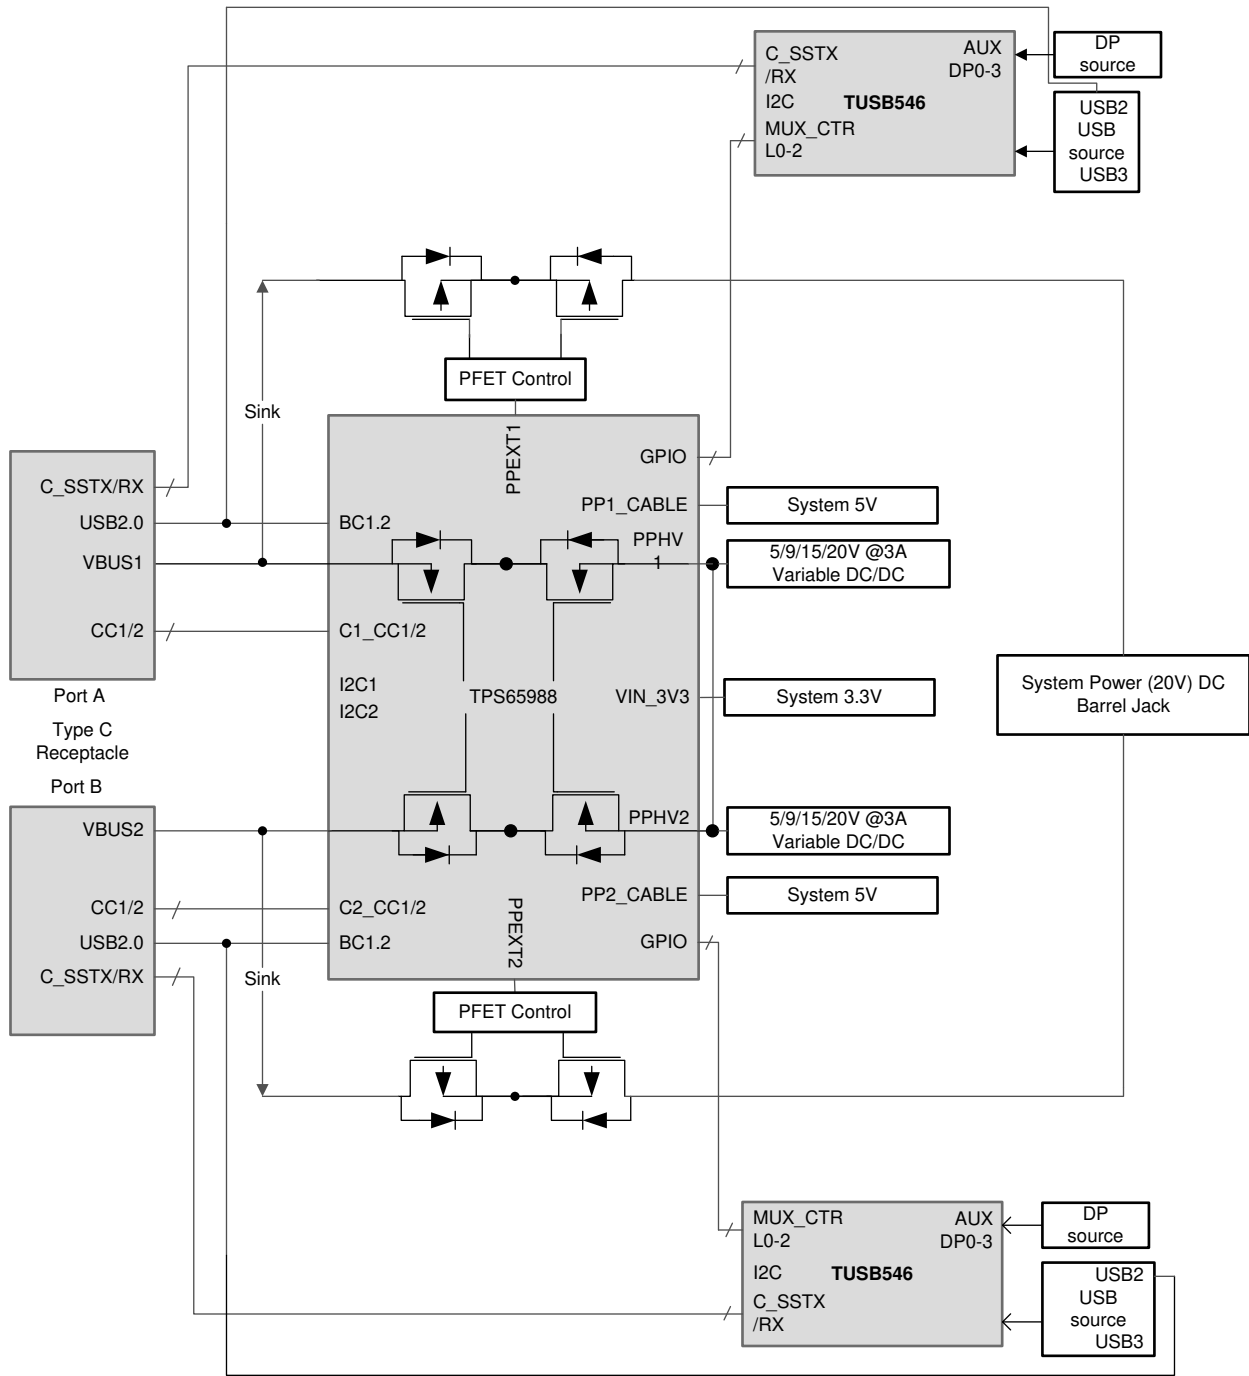 C_SSTX
/RX
I2C
TUSB546
MUX_CTR
L0-2
AUX
DP0-3
DP
source
USB2
USB
source
USB3
PFET Control
Sink
PPEXT1
GPIO
C_SSTX/RX
USB2.0
VBUS1
CC1/2
Port A
BC1.2
PP1_CABLE
System 5V
PPHV
1
5/9/15/20V @3A
Variable DC/DC
C1_CC1/2
I2C1
I2C2
TPS65988
VIN_3V3
System 3.3V
System Power (20V) DC
Barrel Jack
Type C
Receptacle
Port B
VBUS2
CC1/2
USB2.0
C_SSTX/RX
PPHV2
5/9/15/20V @3A
Variable DC/DC
PP2_CABLE
System 5V
C2_CC1/2
BC1.2
PPEXT2
GPIO
Sink
PFET Control
MUX_CTR
L0-2
I2C
TUSB546
C_SSTX
/RX
AUX
DP0-3
DP
source
USB2
USB
source
USB3